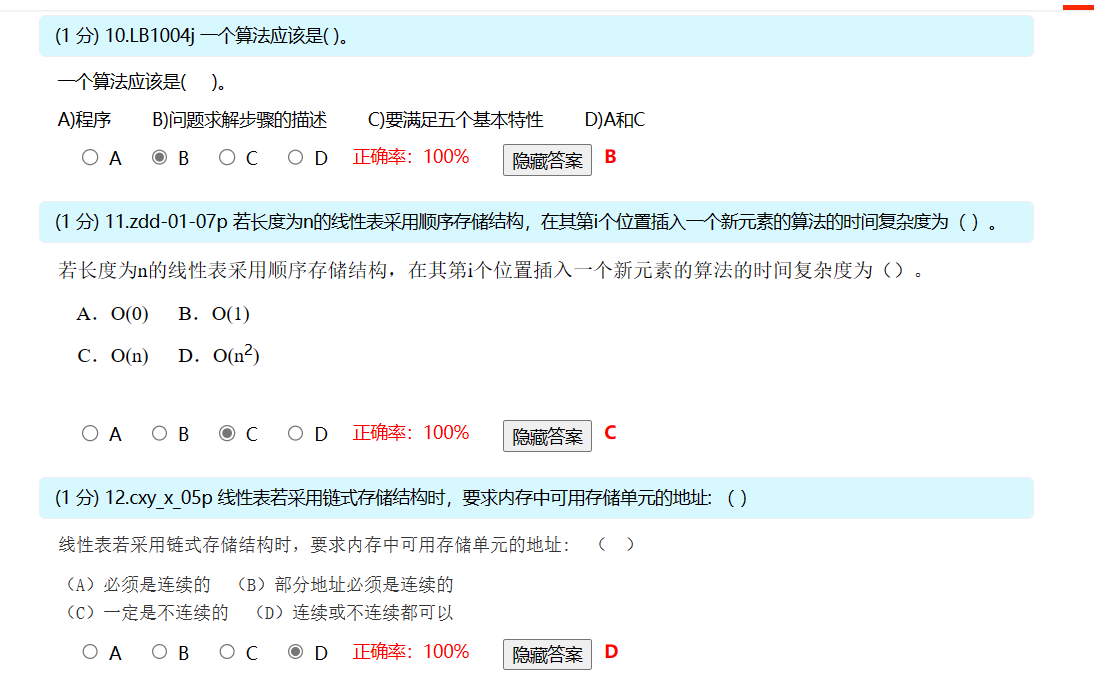 (1 分) 10.LB1004j 一个算法应该是( )。
一个算法应该是( )。
A)程序 B)问题求解步骤的描述 C)要满足五个基本特性 D)A和C
A B C D 正确率：100% 隐藏答案 B
(1 分) 11.zdd-01-07p 若长度为n的线性表采用顺序存储结构，在其第i个位置插入一个新元素的算法的时间复杂度为（ ）。
若长度为n的线性表采用顺序存储结构，在其第i个位置插入一个新元素的算法的时间复杂度为（）。
A．O(0) B．O(1)
C．O(n) D．O(n²)
A B C D 正确率：100% 隐藏答案 C
(1 分) 12.cxy_x_05p 线性表若采用链式存储结构时，要求内存中可用存储单元的地址：（ ）
线性表若采用链式存储结构时，要求内存中可用存储单元的地址：（ ）
（A）必须是连续的 （B）部分地址必须是连续的
（C）一定是不连续的 （D）连续或不连续都可以
A B C D 正确率：100% 隐藏答案 D